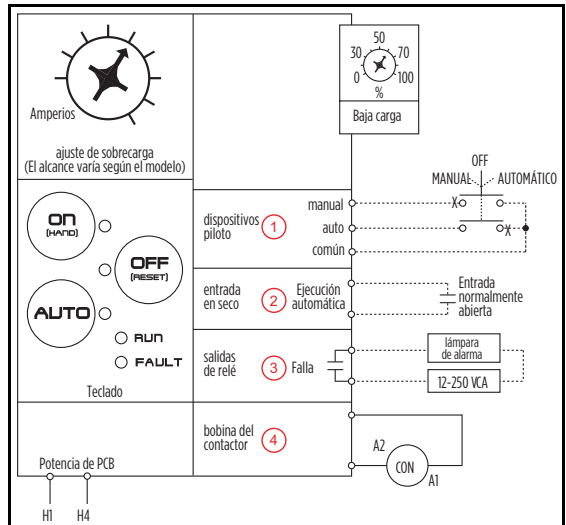 Amperios
ajuste de sobrecarga
(El alcance varía según el modelo)
50
30
70
0
100
%
Baja carga
OFF
MANUAL
AUTOMÁTICO
X
X
ON
(HAND)
OFF
(RESET)
AUTO
RUN
FAULT
Teclado
dispositivos
piloto
1
manual
auto
común
entrada
en seco
2
Ejecución
automática
Entrada
normalmente
abierta
salidas
de relé
3
Falla
lámpara
de alarma
12-250 VCA
bobina del
contactor
4
A2
CON
A1
Potencia de PCB
H1
H4